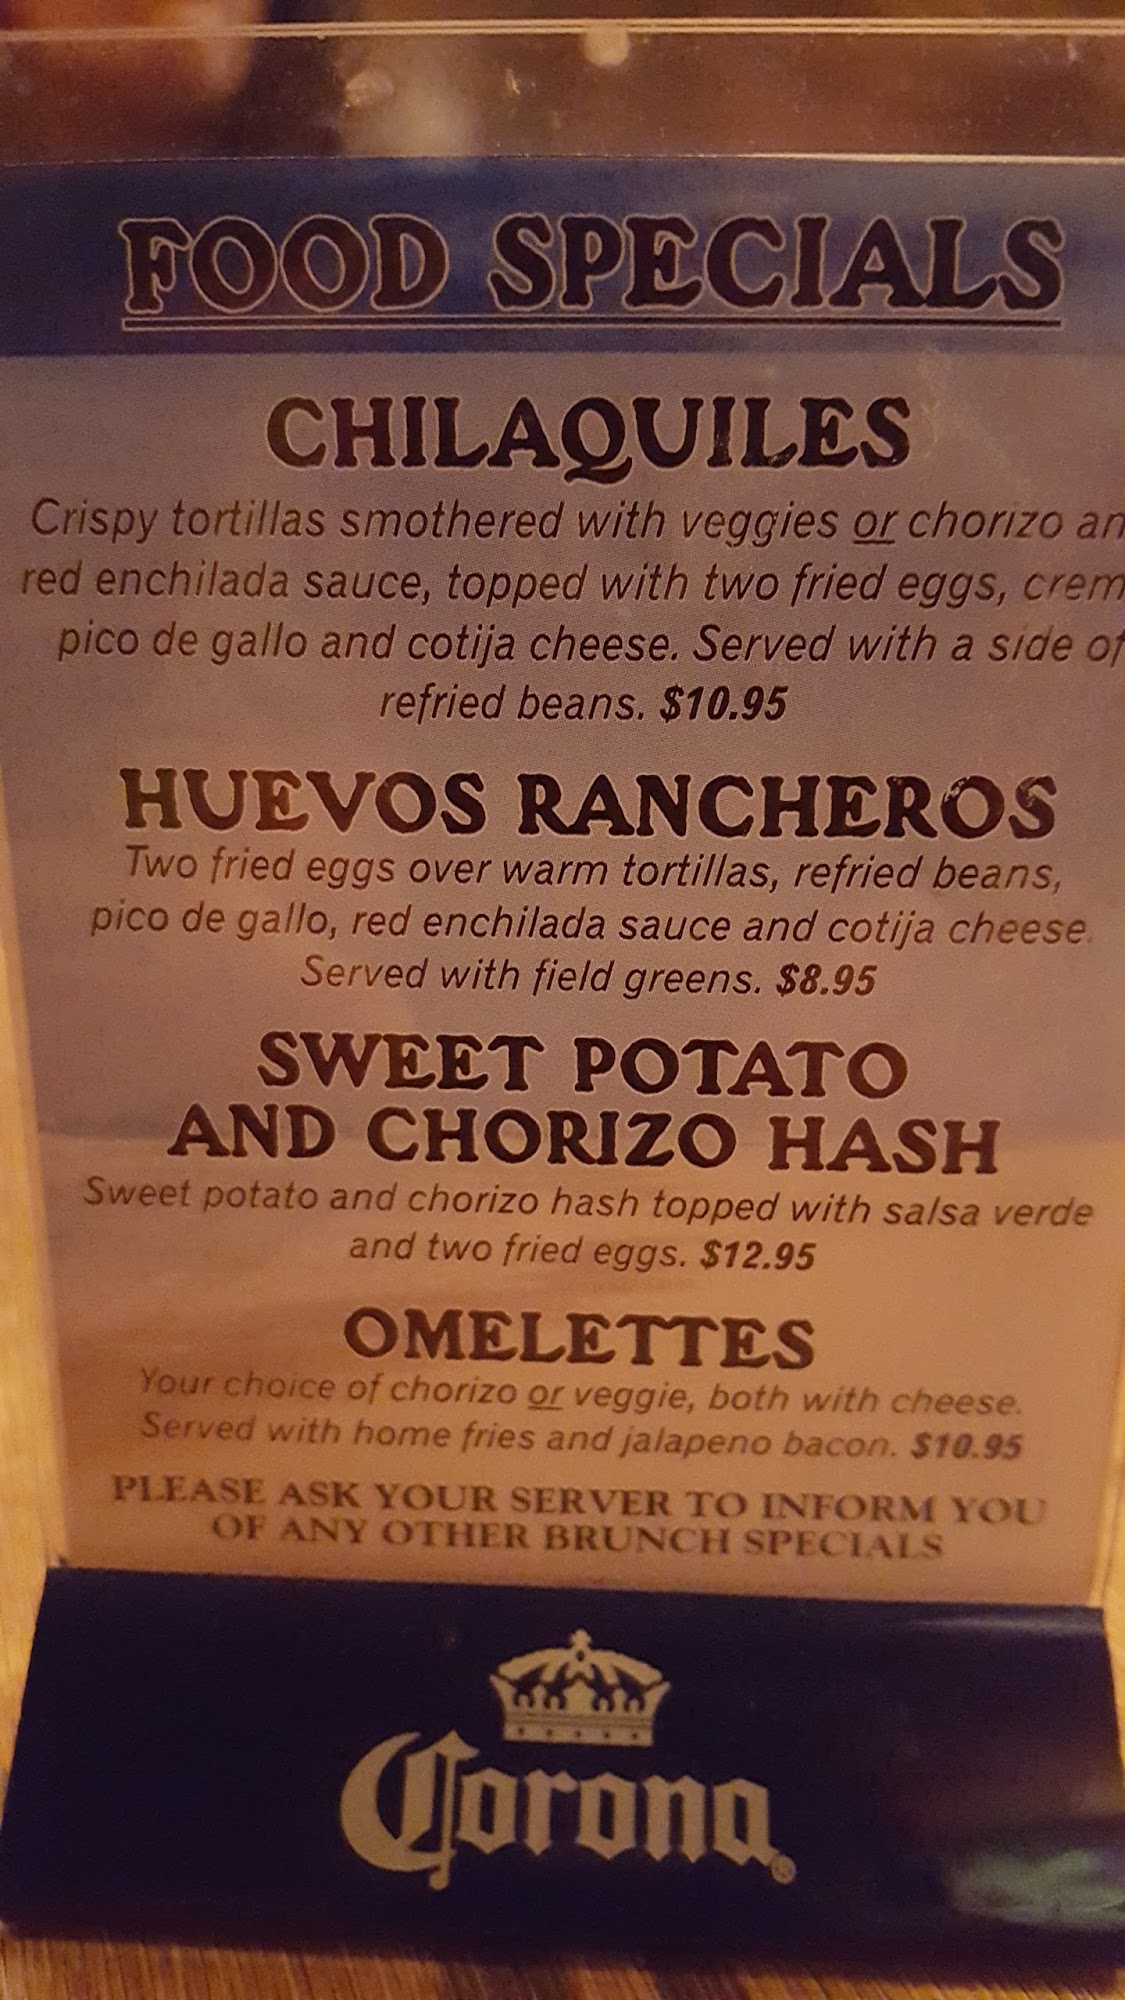 FOOD SPECIALS
CHILAQUILES
Crispy tortillas smothered with veggies or chorizo an
red enchilada sauce, topped with two fried eggs, crem
pico de gallo and cotija cheese. Served with a side of
refried beans. $10.95
HUEVOS RANCHEROS
Two fried eggs over warm tortillas, refried beans,
pico de gallo, red enchilada sauce and cotija cheese.
Served with field greens. $8.95
SWEET POTATO
AND CHORIZO HASH
Sweet potato and chorizo hash topped with salsa verde
and two fried eggs. $12.95
OMELETTES
Your choice of chorizo or veggie, both with cheese.
Served with home fries and jalapeno bacon. $10.95
PLEASE ASK YOUR SERVER TO INFORM YOU
OF ANY OTHER BRUNCH SPECIALS
Corona®